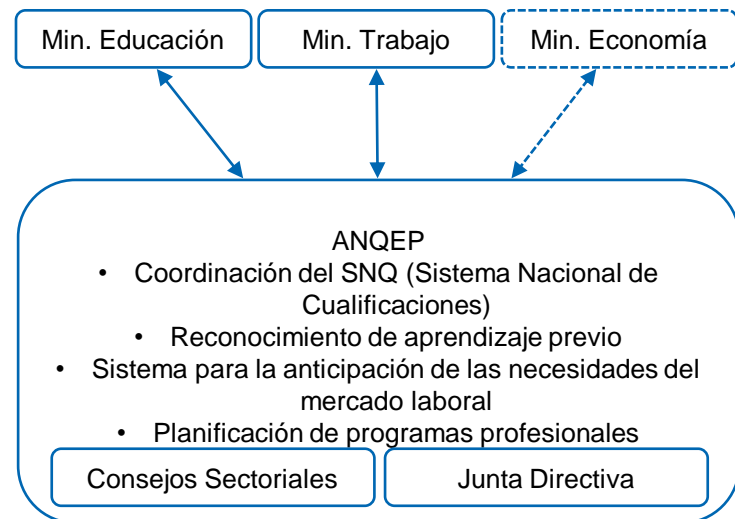 Min. Educación
Min. Trabajo
Min. Economía
ANQEP
• Coordinación del SNQ (Sistema Nacional de
Cualificaciones)
• Reconocimiento de aprendizaje previo
• Sistema para la anticipación de las necesidades del
mercado laboral
• Planificación de programas profesionales
Consejos Sectoriales
Junta Directiva